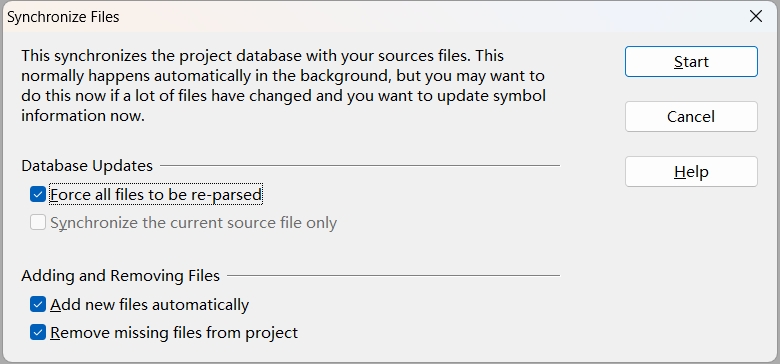 Synchronize Files
This synchronizes the project database with your sources files. This
normally happens automatically in the background, but you may want to
do this now if a lot of files have changed and you want to update symbol
information now.
Start
Cancel
Help
Database Updates
Force all files to be re-parsed
Synchronize the current source file only
Adding and Removing Files
Add new files automatically
Remove missing files from project